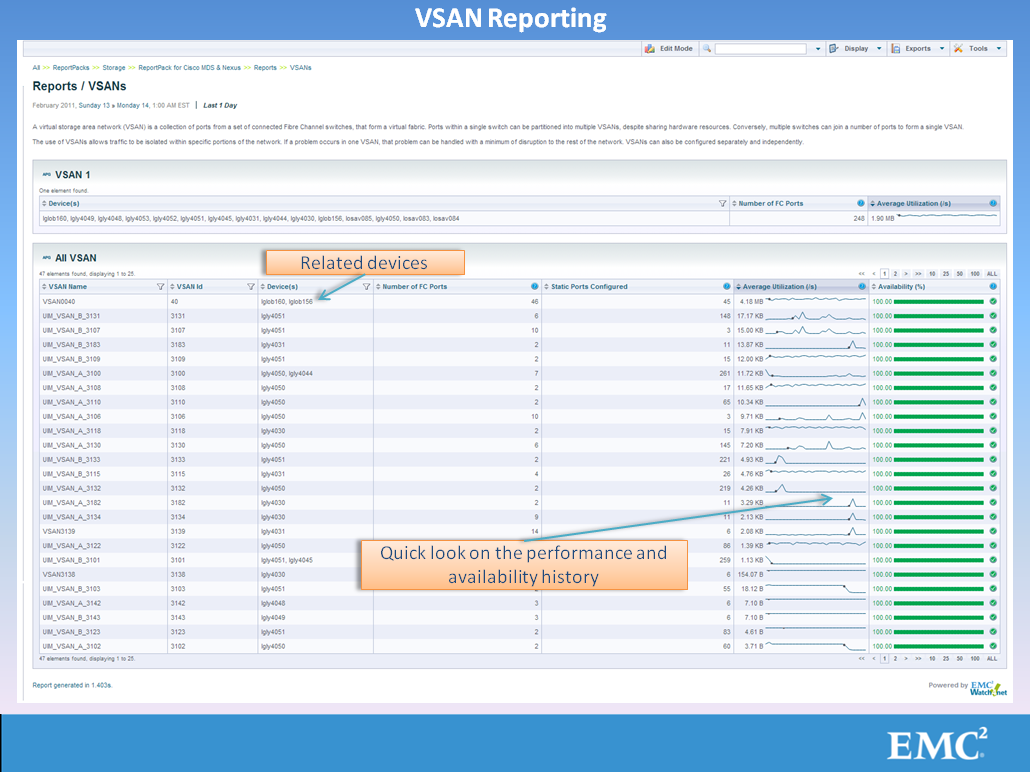 VSAN Reporting
Edit Mode Display Exports Tools
All >> ReportPacks >> Storage >> ReportPack for Cisco MDS & Nexus >> Reports >> VSANs
Reports / VSANs
February 2011, Sunday 13 ▸ Monday 14, 1:00 AM EST | Last 1 Day
A virtual storage area network (VSAN) is a collection of ports from a set of connected Fibre Channel switches, that form a virtual fabric. Ports within a single switch can be partitioned into multiple VSANs, despite sharing hardware resources. Conversely, multiple switches can join a number of ports to form a single VSAN.
The use of VSANs allows traffic to be isolated within specific portions of the network. If a problem occurs in one VSAN, that problem can be handled with a minimum of disruption to the rest of the network. VSANs can also be configured separately and independently.
APG VSAN 1
One element found.
Device(s) Number of FC Ports Average Utilization (/s)
lglob160, lgly4049, lgly4048, lgly4053, lgly4052, lgly4051, lgly4045, lgly4031, lgly4044, lgly4030, lglob156, losav085, lgly4050, losav083, losav084 248 1.90 MB
APG All VSAN
Related devices
47 elements found, displaying 1 to 25. << < 1 2 > >> 10 25 50 100 ALL
VSAN Name VSAN Id Device(s) Number of FC Ports Static Ports Configured Average Utilization (/s) Availability (%)
VSAN0040 40 lglob160, lglob156 46 45 4.18 MB 100.00
UIM_VSAN_B_3131 3131 lgly4051 6 148 17.17 KB 100.00
UIM_VSAN_B_3107 3107 lgly4051 10 3 15.00 KB 100.00
UIM_VSAN_B_3183 3183 lgly4031 2 11 13.87 KB 100.00
UIM_VSAN_B_3109 3109 lgly4051 2 15 12.00 KB 100.00
UIM_VSAN_A_3100 3100 lgly4050, lgly4044 7 261 11.72 KB 100.00
UIM_VSAN_A_3108 3108 lgly4050 2 17 11.65 KB 100.00
UIM_VSAN_A_3110 3110 lgly4050 2 65 10.34 KB 100.00
UIM_VSAN_A_3106 3106 lgly4050 10 3 9.71 KB 100.00
UIM_VSAN_A_3118 3118 lgly4030 2 15 7.91 KB 100.00
UIM_VSAN_A_3130 3130 lgly4050 6 145 7.20 KB 100.00
UIM_VSAN_B_3133 3133 lgly4051 2 221 4.93 KB 100.00
UIM_VSAN_B_3115 3115 lgly4031 4 26 4.76 KB 100.00
UIM_VSAN_A_3132 3132 lgly4050 2 219 4.26 KB 100.00
UIM_VSAN_A_3182 3182 lgly4030 2 11 3.29 KB 100.00
UIM_VSAN_A_3134 3134 lgly4030 9 11 2.13 KB 100.00
VSAN3139 3139 lgly4031 14 6 2.08 KB 100.00
UIM_VSAN_A_3122 3122 lgly4050 86 1.39 KB 100.00
Quick look on the performance and
availability history
UIM_VSAN_B_3101 3101 lgly4051, lgly4045 259 1.13 KB 100.00
VSAN3138 3138 lgly4030 6 154.07 B 100.00
UIM_VSAN_B_3103 3103 lgly4051 55 18.12 B 100.00
UIM_VSAN_A_3142 3142 lgly4048 3 6 7.10 B 100.00
UIM_VSAN_B_3143 3143 lgly4049 3 6 7.10 B 100.00
UIM_VSAN_B_3123 3123 lgly4051 2 83 4.61 B 100.00
UIM_VSAN_A_3102 3102 lgly4050 2 60 3.71 B 100.00
47 elements found, displaying 1 to 25. << < 1 2 > >> 10 25 50 100 ALL
Report generated in 1.403s.
Powered by EMC² Watch4net
EMC²